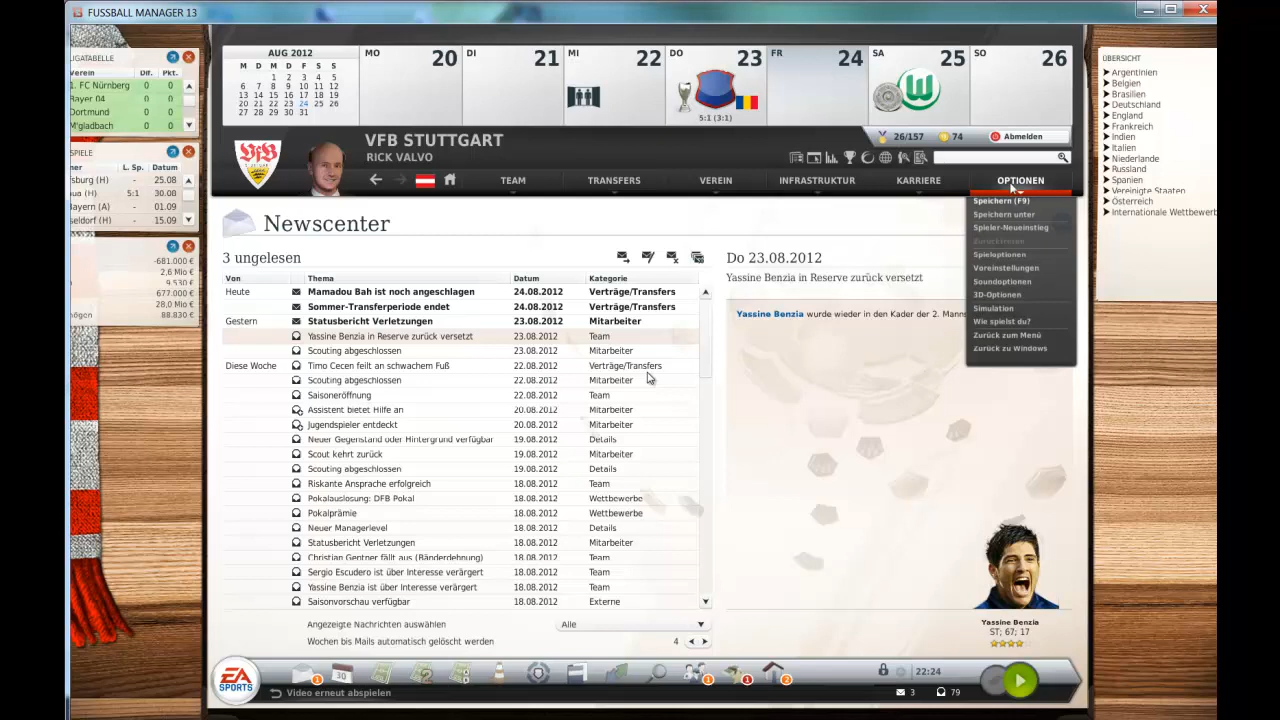 FUSSBALL MANAGER 13
LIGATABELLE
Verein Dif. Pkt.
1. FC Nürnberg 0 0
Bayer 04 0 0
Dortmund 0 0
M'gladbach 0 0
SPIELE
L. Sp. Datum
sburg (H) - 25.08
ua (H) 5:1 30.08
ayern (A) - 01.09
seldorf (H) - 15.09
-681.000 €
2,6 Mio €
9.530 €
677.000 €
28,0 Mio €
mögen 88.830 €
AUG 2012
M D M D F S S
1 2 3 4 5
6 7 8 9 10 11 12
13 14 15 16 17 18 19
20 21 22 23 24 25 26
27 28 29 30 31
MO 20
DI 21
MI 22
DO 23
5:1 (3:1)
FR 24
SA 25
SO 26
26/157 74 Abmelden
VFB STUTTGART
RICK VALVO
TEAM TRANSFERS VEREIN INFRASTRUKTUR KARRIERE OPTIONEN
Speichern (F9)
Speichern unter
Spieler-Neueinstieg
Zurücktreten
Spieloptionen
Voreinstellungen
Soundoptionen
3D-Optionen
Simulation
Wie spielst du?
Zurück zum Menü
Zurück zu Windows
Newscenter
3 ungelesen
Von Thema Datum Kategorie
Heute Mamadou Bah ist noch angeschlagen 24.08.2012 Verträge/Transfers
Sommer-Transferperiode endet 24.08.2012 Verträge/Transfers
Gestern Statusbericht Verletzungen 23.08.2012 Mitarbeiter
Yassine Benzia in Reserve zurück versetzt 23.08.2012 Team
Scouting abgeschlossen 23.08.2012 Mitarbeiter
Diese Woche Timo Cecen feilt an schwachem Fuß 22.08.2012 Verträge/Transfers
Scouting abgeschlossen 22.08.2012 Mitarbeiter
Saisoneröffnung 22.08.2012 Team
Assistent bietet Hilfe an 20.08.2012 Mitarbeiter
Jugendspieler entdeckt 20.08.2012 Mitarbeiter
Neuer Gegenstand oder Hintergrund verfügbar 19.08.2012 Details
Scout kehrt zurück 19.08.2012 Mitarbeiter
Scouting abgeschlossen 19.08.2012 Details
Riskante Ansprache erfolgreich 18.08.2012 Team
Pokalauslosung: DFB Pokal 18.08.2012 Wettbewerbe
Pokalprämie 18.08.2012 Wettbewerbe
Neuer Managerlevel 18.08.2012 Details
Statusbericht Verletzungen 18.08.2012 Mitarbeiter
Christian Gentner fällt aus (Bänderdehnung) 18.08.2012 Team
Sergio Escudero ist über Interesse verärgert 18.08.2012 Team
Yassine Benzia ist über Interesse verärgert 18.08.2012 Team
Saisonvorschau verfügbar 18.08.2012 Externe
Angezeigte Nachrichten auswählen Alle
Wochen bis Mails automatisch gelöscht werden 4
Do 23.08.2012
Yassine Benzia in Reserve zurück versetzt
Yassine Benzia wurde wieder in den Kader der 2. Manns
Yassine Benzia
ST; 67; 17
ÜBERSICHT
Argentinien
Belgien
Brasilien
Deutschland
England
Frankreich
Indien
Italien
Niederlande
Russland
Spanien
Vereinigte Staaten
Österreich
Internationale Wettbewerb
EA SPORTS
1 30 1 1 2
22:24
Video erneut abspielen
3 79